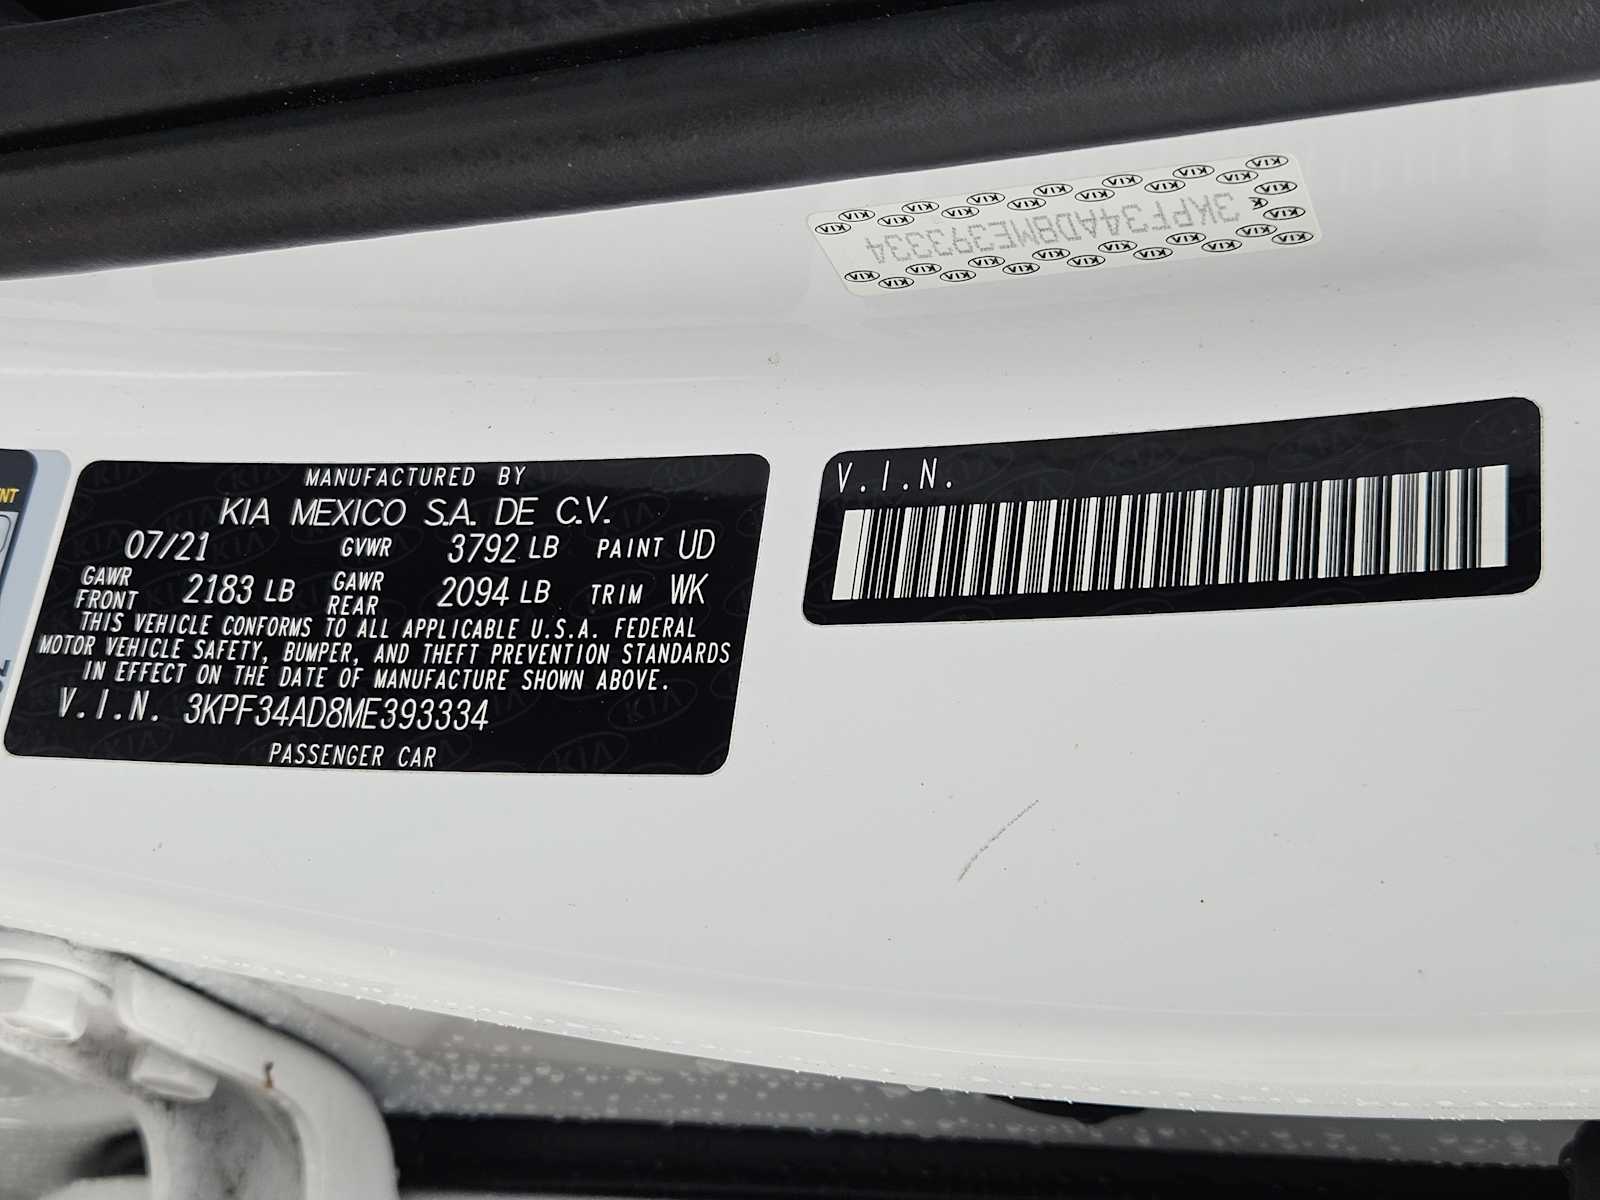 3KPF34AD8ME393334
KIA
V.I.N.
MANUFACTURED BY
KIA MEXICO S.A. DE C.V.
07/21 GVWR 3792 LB PAINT UD
GAWR FRONT 2183 LB GAWR REAR 2094 LB TRIM WK
THIS VEHICLE CONFORMS TO ALL APPLICABLE U.S.A. FEDERAL
MOTOR VEHICLE SAFETY, BUMPER, AND THEFT PREVENTION STANDARDS
IN EFFECT ON THE DATE OF MANUFACTURE SHOWN ABOVE.
V.I.N. 3KPF34AD8ME393334
PASSENGER CAR